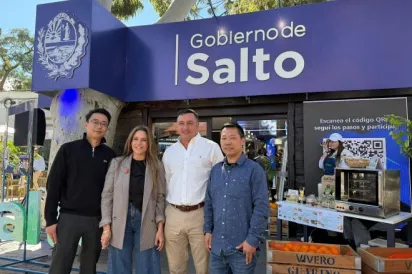 Gobierno de
Salto
Escanea el código QR
seguí los pasos y participá
VIVERO